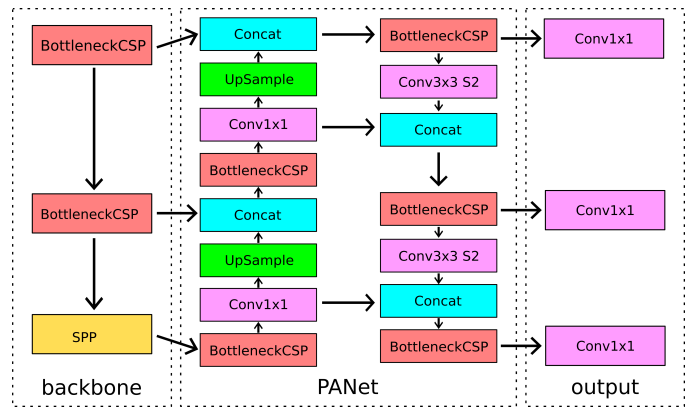 BottleneckCSP
BottleneckCSP
SPP
backbone
Concat
UpSample
Conv1x1
BottleneckCSP
Concat
UpSample
Conv1x1
BottleneckCSP
BottleneckCSP
Conv3x3 S2
Concat
BottleneckCSP
Conv3x3 S2
Concat
BottleneckCSP
PANet
Conv1x1
Conv1x1
Conv1x1
output